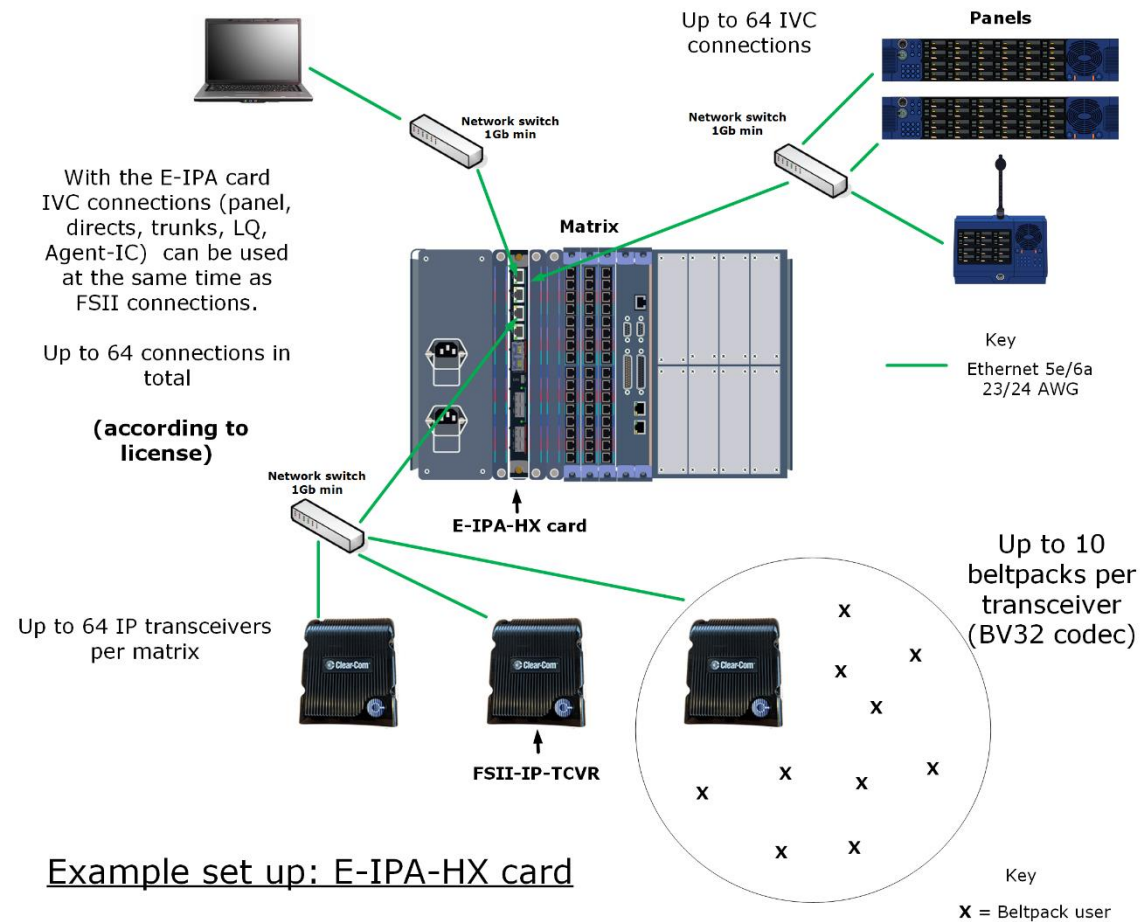 Up to 64 IVC
connections
Panels
Network switch
1Gb min
Network switch
1Gb min
With the E-IPA card
IVC connections (panel,
directs, trunks, LQ,
Agent-IC) can be used
at the same time as
FSII connections.
Up to 64 connections in
total
(according to
license)
Matrix
Key
Ethernet 5e/6a
23/24 AWG
Network switch
1Gb min
E-IPA-HX card
Up to 10
beltpacks per
transceiver
(BV32 codec)
Up to 64 IP transceivers
per matrix
Clear-Com
Clear-Com
Clear-Com
X
X
X
X
X
X
X
X
X
X
FSII-IP-TCVR
Example set up: E-IPA-HX card
Key
X = Beltpack user